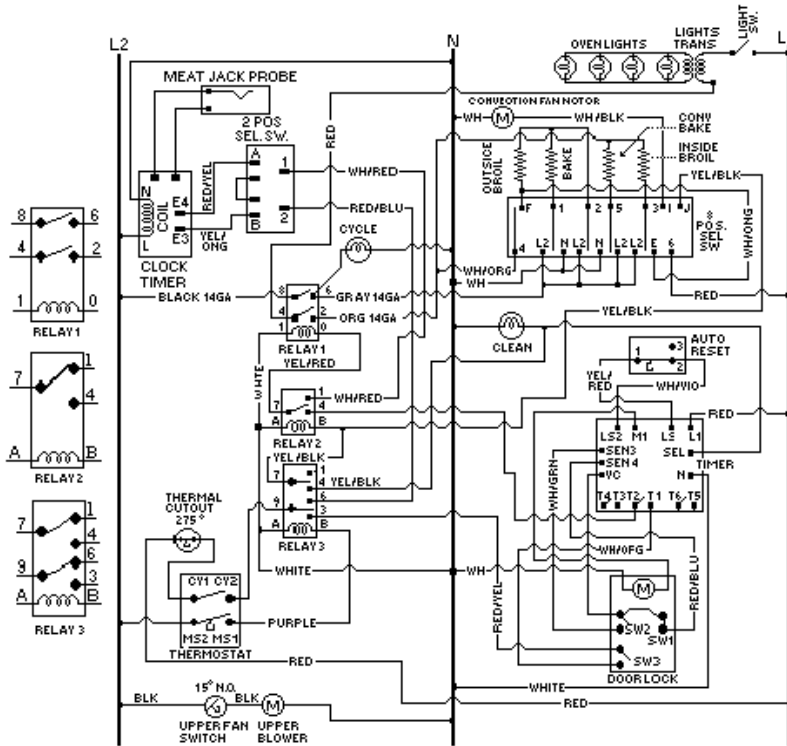 L2
N
OVEN LIGHTS
LIGHTS
TRANS
LIGHT
SW.
L
MEAT JACK PROBE
2 POS
SEL. SW.
CONVECTION FAN MOTOR
WH
M
WH/BLK
CONV
BAKE
INSIDE
BROIL
OUTSIDE
BROIL
BAKE
YEL/BLK
RED
A
1
WH/RED
N
COIL
E4
RED/YEL
L
E3
YEL/
ORG
B
2
RED/BLU
CLOCK
TIMER
F
1
2
5
3
I
J
8
POS.
SEL
SW
4
L2
N
L2
N
L2
L2
E
6
WH/ORG
WH/ONG
WH
RED
CYCLE
8
6
4
2
1
0
RELAY 1
BLACK 14GA
8
6
GRAY 14GA
4
2
ORG 14GA
1
0
RELAY 1
YEL/RED
WHITE
YEL/BLK
CLEAN
AUTO
RESET
1
3
2
YEL/
RED
WH/VIO
7
1
4
A
B
RELAY 2
1
WH/RED
7
4
A
B
RELAY 2
YEL/BLK
RED
LS2
M1
LS
L1
SEN3
SEN4
VC
SEL
TIMER
N
T4
T3
T2
T1
T6
T5
7
1
4
6
9
3
A
B
RELAY 3
1
7
4
YEL/BLK
6
9
3
A
B
RELAY 3
THERMAL
CUTOUT
275°
WH/GRN
WH/OFG
WHITE
WH
RED/YEL
RED/BLU
M
SW2
SW1
SW3
DOOR LOCK
CY1 CY2
MS2 MS1
THERMOSTAT
PURPLE
RED
WHITE
RED
BLK
15° N.O.
BLK
M
UPPER FAN
SWITCH
UPPER
BLOWER